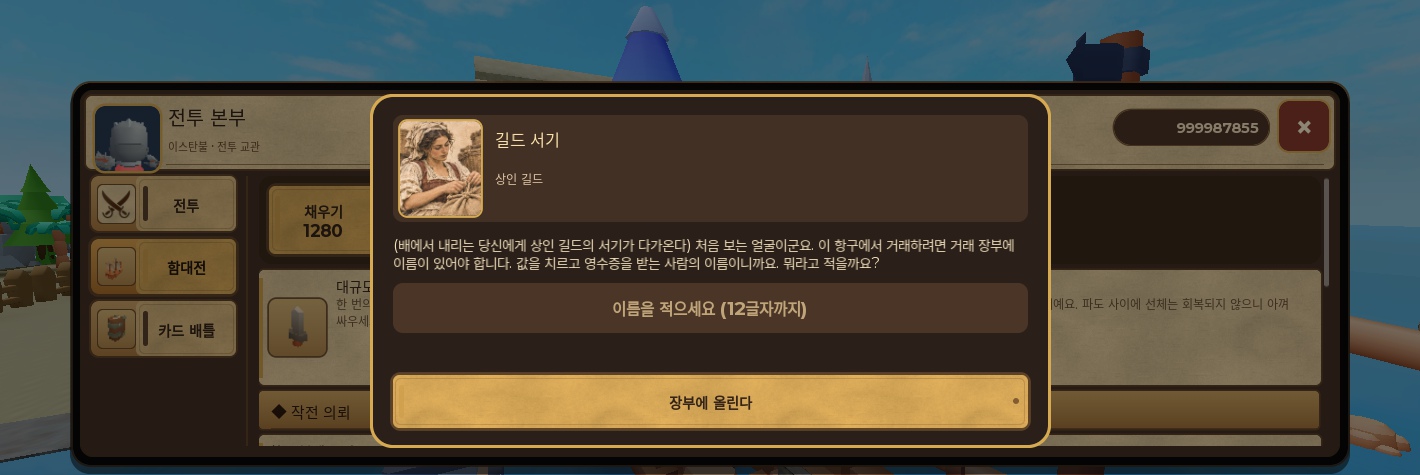 전투 본부
이스탄불 · 전투 교관
999987855
×
전투
함대전
카드 배틀
채우기
1280
한 번의
싸우세
예요. 파도 사이에 선체는 회복되지 않으니 아껴
◆ 작전 의뢰
길드 서기
상인 길드
(배에서 내리는 당신에게 상인 길드의 서기가 다가온다) 처음 보는 얼굴이군요. 이 항구에서 거래하려면 거래 장부에
이름이 있어야 합니다. 값을 치르고 영수증을 받는 사람의 이름이니까요. 뭐라고 적을까요?
이름을 적으세요 (12글자까지)
장부에 올린다